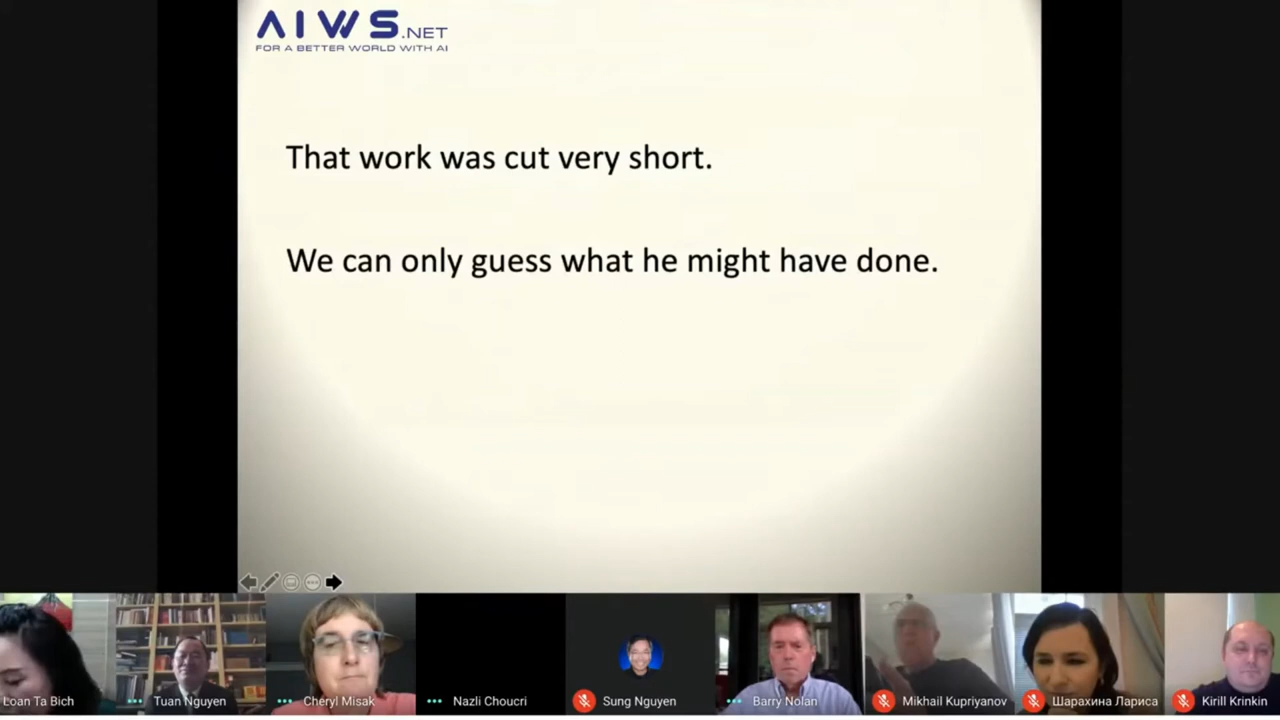 AIWS.NET
FOR A BETTER WORLD WITH AI
That work was cut very short.
We can only guess what he might have done.
Loan Ta Bich
Tuan Nguyen
Cheryl Misak
Nazli Choucri
Sung Nguyen
Barry Nolan
Mikhail Kupriyanov
Шарахина Лариса
Kirill Krinkin